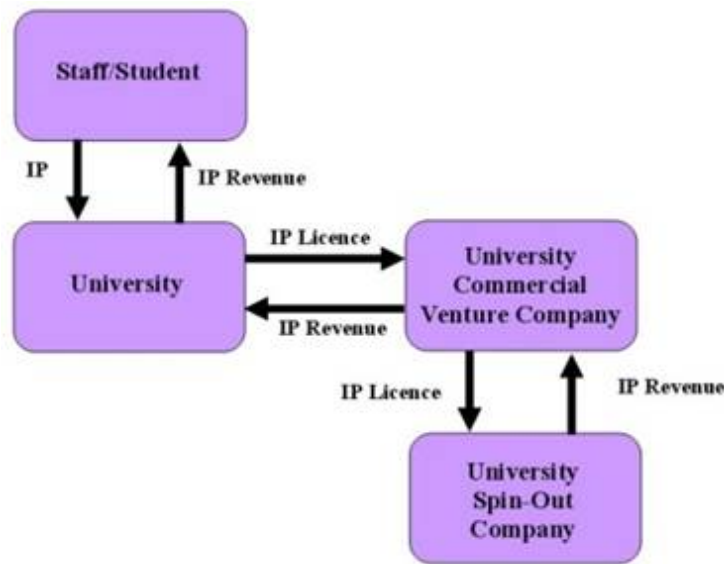 Staff/Student
IP
IP Revenue
University
IP Licence
IP Revenue
University
Commercial
Venture Company
IP Licence
IP Revenue
University
Spin-Out
Company